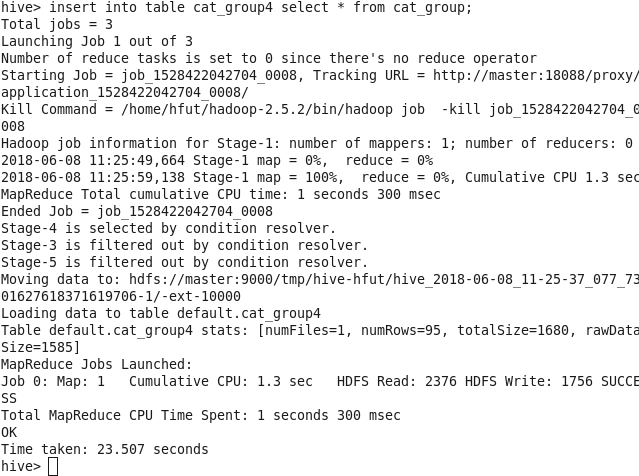 hive> insert into table cat_group4 select * from cat_group;
Total jobs = 3
Launching Job 1 out of 3
Number of reduce tasks is set to 0 since there's no reduce operator
Starting Job = job_1528422042704_0008, Tracking URL = http://master:18088/proxy/
application_1528422042704_0008/
Kill Command = /home/hfut/hadoop-2.5.2/bin/hadoop job  -kill job_1528422042704_0
008
Hadoop job information for Stage-1: number of mappers: 1; number of reducers: 0
2018-06-08 11:25:49,664 Stage-1 map = 0%,  reduce = 0%
2018-06-08 11:25:59,138 Stage-1 map = 100%,  reduce = 0%, Cumulative CPU 1.3 sec
MapReduce Total cumulative CPU time: 1 seconds 300 msec
Ended Job = job_1528422042704_0008
Stage-4 is selected by condition resolver.
Stage-3 is filtered out by condition resolver.
Stage-5 is filtered out by condition resolver.
Moving data to: hdfs://master:9000/tmp/hive-hfut/hive_2018-06-08_11-25-37_077_73
01627618371619706-1/-ext-10000
Loading data to table default.cat_group4
Table default.cat_group4 stats: [numFiles=1, numRows=95, totalSize=1680, rawData
Size=1585]
MapReduce Jobs Launched:
Job 0: Map: 1   Cumulative CPU: 1.3 sec   HDFS Read: 2376 HDFS Write: 1756 SUCCE
SS
Total MapReduce CPU Time Spent: 1 seconds 300 msec
OK
Time taken: 23.507 seconds
hive>